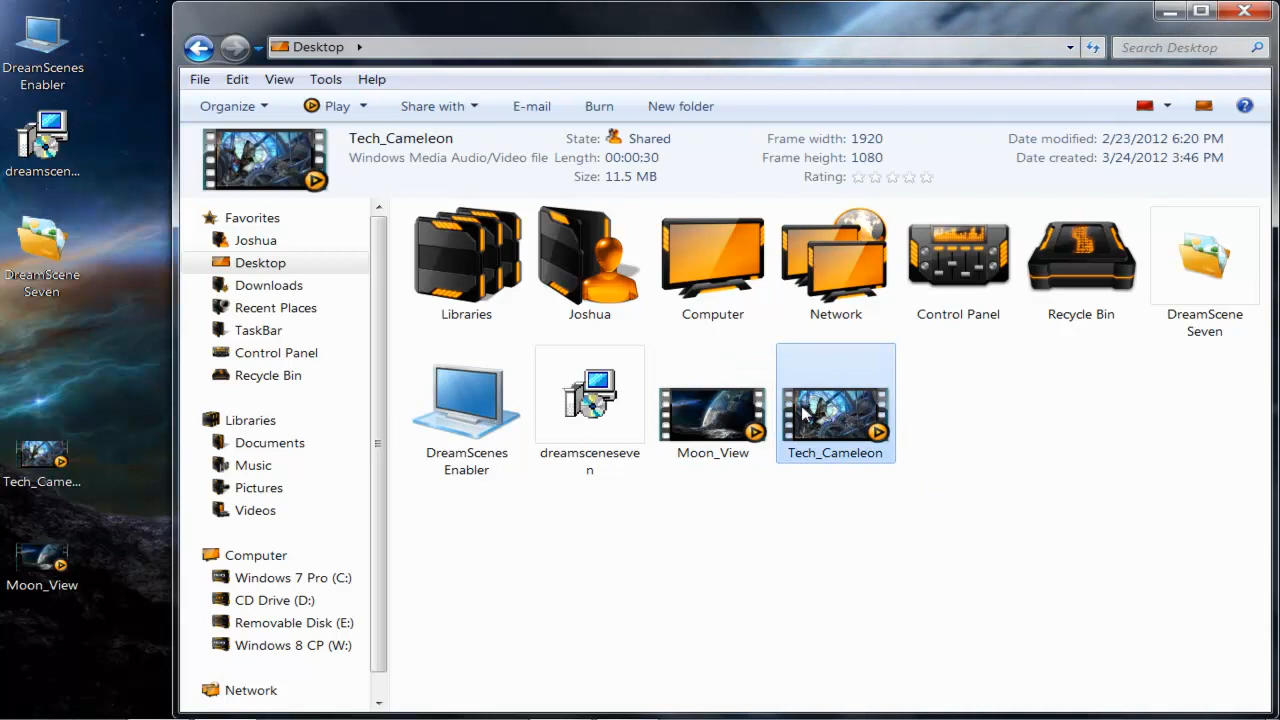 DreamScenes
Enabler
dreamscen...
DreamScene
Seven
Tech_Came...
Moon_View
Desktop
Search Desktop
File Edit View Tools Help
Organize Play Share with E-mail Burn New folder
Tech_Cameleon
Windows Media Audio/Video file
State: Shared
Length: 00:00:30
Size: 11.5 MB
Frame width: 1920
Frame height: 1080
Rating:
Date modified: 2/23/2012 6:20 PM
Date created: 3/24/2012 3:46 PM
Favorites
Joshua
Desktop
Downloads
Recent Places
TaskBar
Control Panel
Recycle Bin
Libraries
Documents
Music
Pictures
Videos
Computer
Windows 7 Pro (C:)
CD Drive (D:)
Removable Disk (E:)
Windows 8 CP (W:)
Network
Libraries
Joshua
Computer
Network
Control Panel
Recycle Bin
DreamScene
Seven
DreamScenes
Enabler
dreamsceneseve
n
Moon_View
Tech_Cameleon